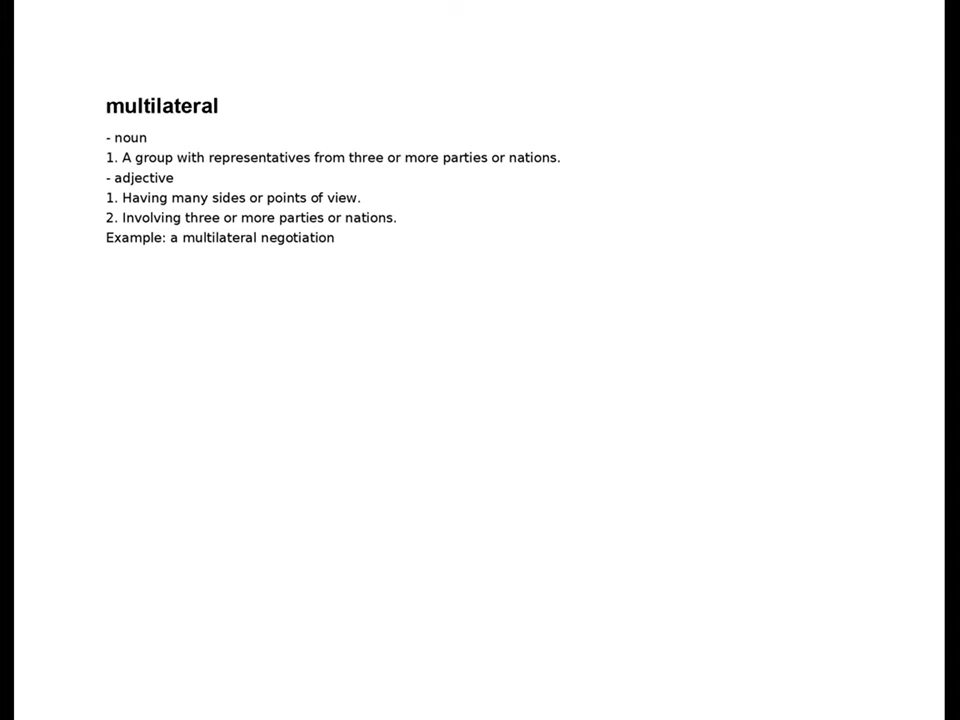 multilateral
- noun
1. A group with representatives from three or more parties or nations.
- adjective
1. Having many sides or points of view.
2. Involving three or more parties or nations.
Example: a multilateral negotiation